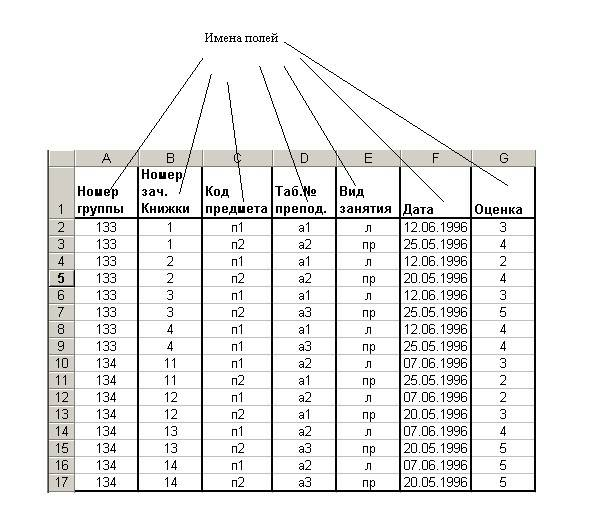 Имена полей
A B C D E F G
1 Номер группы Номер зач. Книжки Код предмета Таб.№ препод. Вид занятия Дата Оценка
2 133 1 п1 а1 л 12.06.1996 3
3 133 1 п2 а2 пр 25.05.1996 4
4 133 2 п1 а1 л 12.06.1996 2
5 133 2 п2 а2 пр 20.05.1996 4
6 133 3 п1 а1 л 12.06.1996 3
7 133 3 п2 а3 пр 25.05.1996 5
8 133 4 п1 а1 л 12.06.1996 4
9 133 4 п1 а3 пр 25.05.1996 4
10 134 11 п1 а2 л 07.06.1996 3
11 134 11 п2 а1 пр 25.05.1996 2
12 134 12 п1 а2 л 07.06.1996 2
13 134 12 п2 а1 пр 20.05.1996 3
14 134 13 п1 а2 л 07.06.1996 4
15 134 13 п2 а3 пр 20.05.1996 5
16 134 14 п1 а2 л 07.06.1996 5
17 134 14 п2 а3 пр 20.05.1996 5